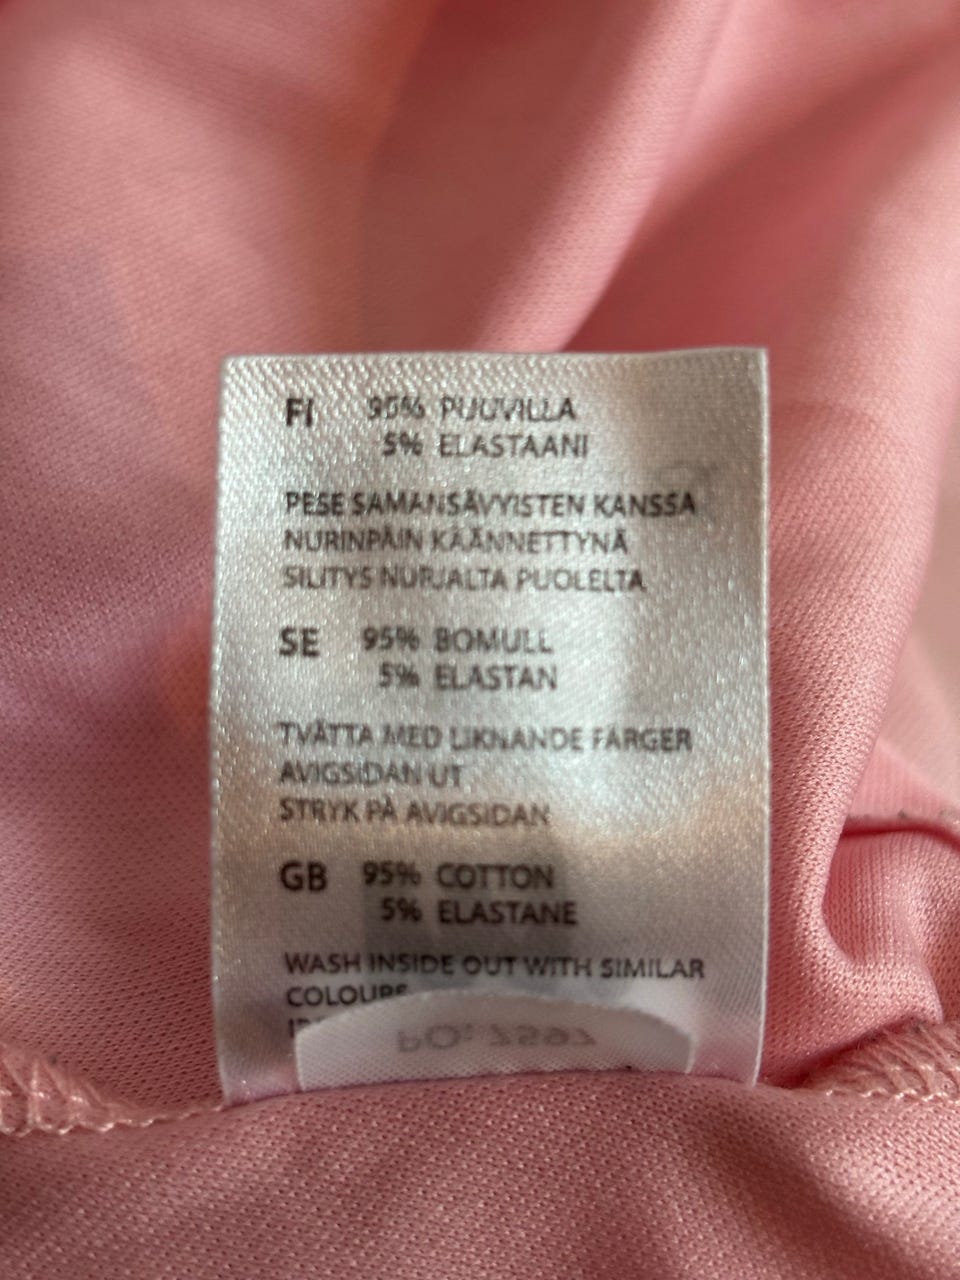 FI 95% PUUVILLA
5% ELASTAANI
PESE SAMANSÄVYISTEN KANSSA
NURINPÄIN KÄÄNNETTYNÄ
SILITYS NURJALTA PUOLELTA
SE 95% BOMULL
5% ELASTAN
TVÄTTA MED LIKNANDE FÄRGER
AVIGSIDAN UT
STRYK PÅ AVIGSIDAN
GB 95% COTTON
5% ELASTANE
WASH INSIDE OUT WITH SIMILAR
COLOURS
PO: 7597